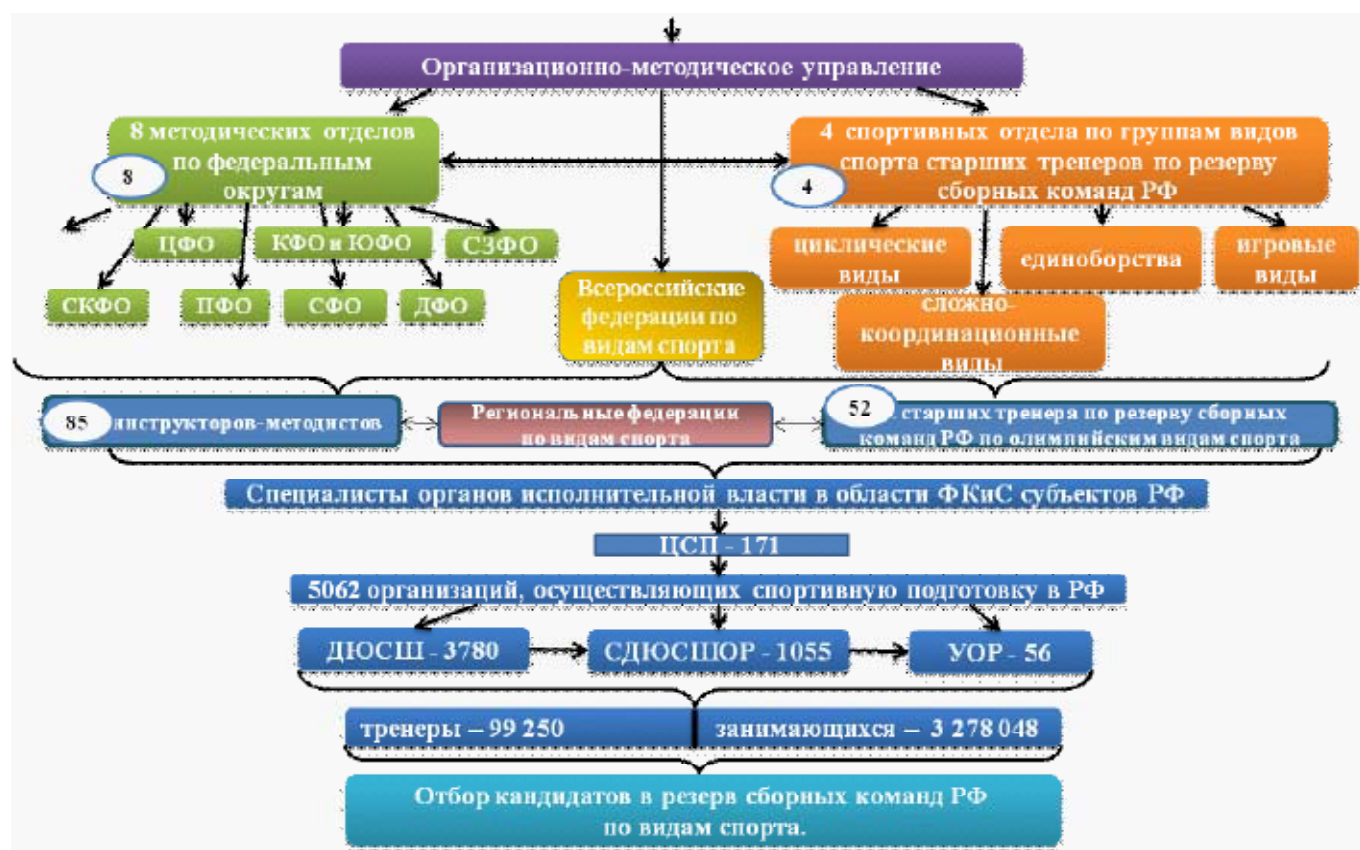 Организационно-методическое управление
8 методических отделов
по федеральным
округам
8
4 спортивных отдела по группам видов
спорта старших тренеров по резерву
сборных команд РФ
4
ЦФО
КФО и ЮФО
СЗФО
СКФО
ПФО
СФО
ДФО
Всероссийские
федерации по
видам спорта
циклические
виды
единоборства
игровые
виды
сложно-
координационные
виды
85
инструкторов-методистов
Региональные федерации
по видам спорта
52
старших тренера по резерву сборных
команд РФ по олимпийским видам спорта
Специалисты органов исполнительной власти в области ФКиС субъектов РФ
ЦСП - 171
5062 организаций, осуществляющих спортивную подготовку в РФ
ДЮСШ - 3780
СДЮСШОР - 1055
УОР - 56
тренеры – 99 250
занимающихся – 3 278 048
Отбор кандидатов в резерв сборных команд РФ
по видам спорта.